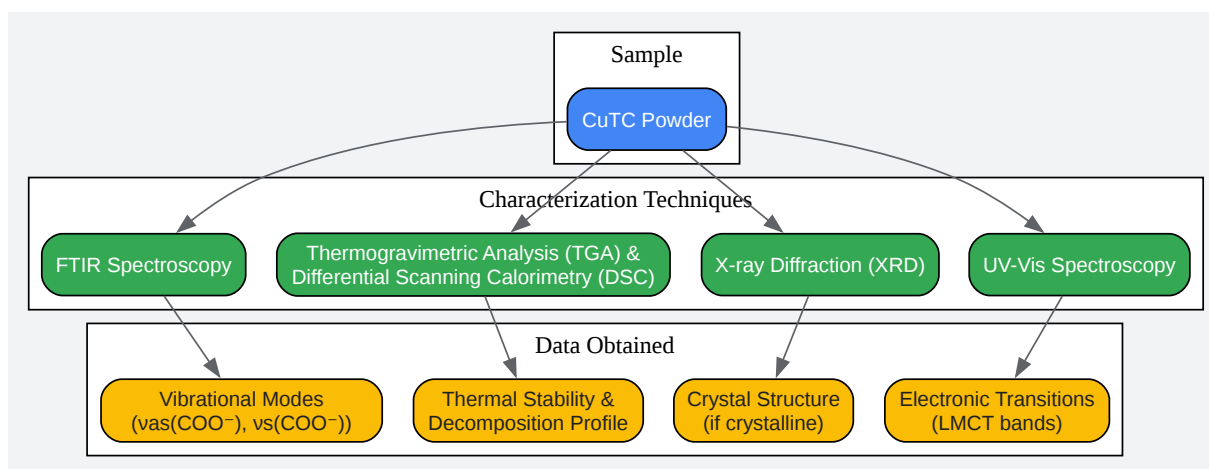 Sample
CuTC Powder
Characterization Techniques
FTIR Spectroscopy
Thermogravimetric Analysis (TGA) &
Differential Scanning Calorimetry (DSC)
X-ray Diffraction (XRD)
UV-Vis Spectroscopy
Data Obtained
Vibrational Modes
(νas(COO⁻), νs(COO⁻))
Thermal Stability &
Decomposition Profile
Crystal Structure
(if crystalline)
Electronic Transitions
(LMCT bands)